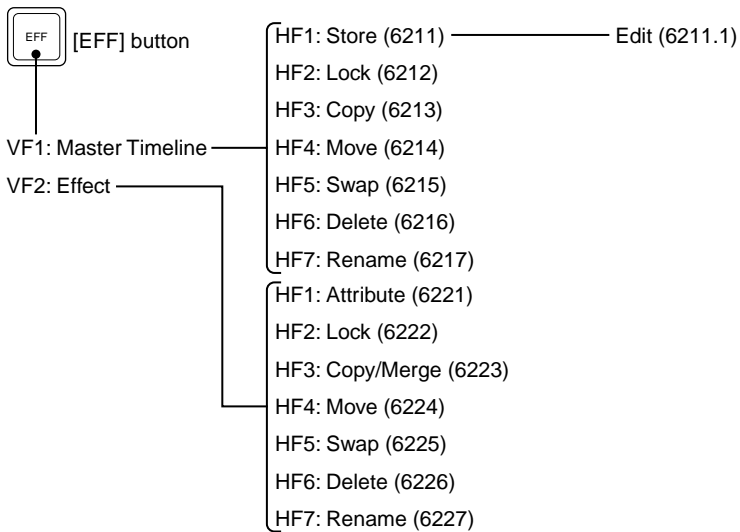 EFF
[EFF] button
VF1: Master Timeline
VF2: Effect
HF1: Store (6211)
Edit (6211.1)
HF2: Lock (6212)
HF3: Copy (6213)
HF4: Move (6214)
HF5: Swap (6215)
HF6: Delete (6216)
HF7: Rename (6217)
HF1: Attribute (6221)
HF2: Lock (6222)
HF3: Copy/Merge (6223)
HF4: Move (6224)
HF5: Swap (6225)
HF6: Delete (6226)
HF7: Rename (6227)